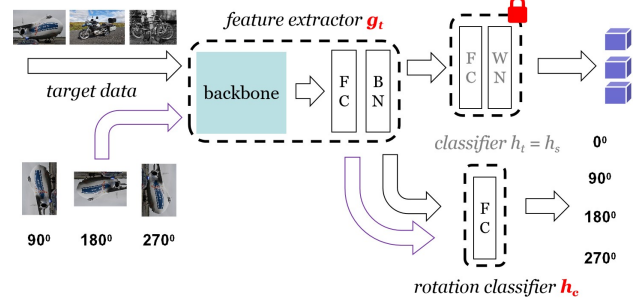 feature extractor g_t
target data
backbone
F
C
B
N
F
C
W
N
classifier h_t = h_s
0⁰
90⁰
180⁰
270⁰
F
C
90⁰
180⁰
270⁰
rotation classifier h_c